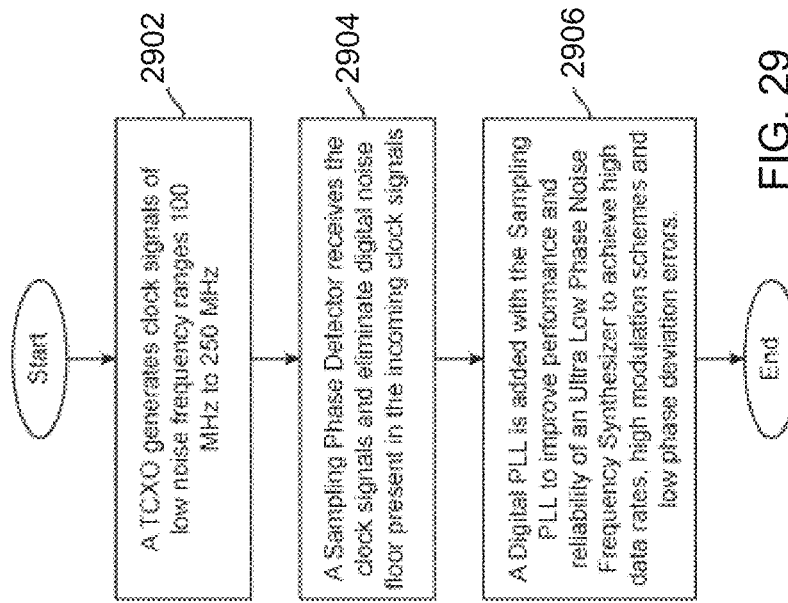 Start
2902
A TCXO generates clock signals of
low noise frequency ranges 100
MHz to 250 MHz
2904
A Sampling Phase Detector receives the
clock signals and eliminate digital noise
floor present in the incoming clock signals
2906
A Digital PLL is added with the Sampling
PLL to improve performance and
reliability of an Ultra Low Phase Noise
Frequency Synthesizer to achieve high
data rates, high modulation schemes and
low phase deviation errors.
End
FIG. 29